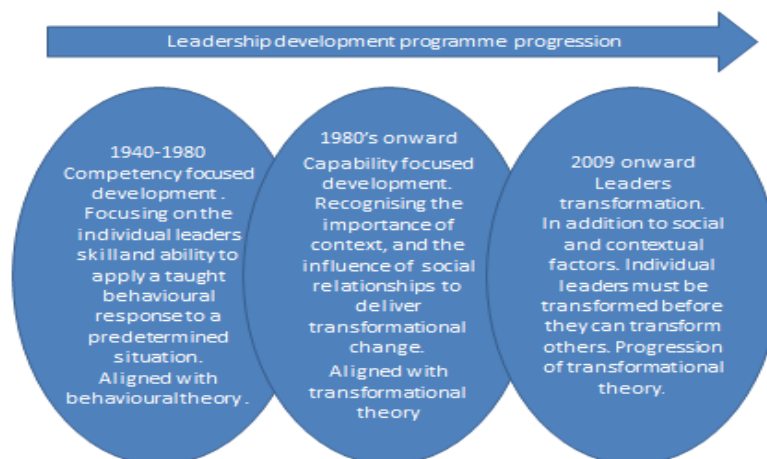 Leadership development programme progression
1940-1980
Competency focused
development.
Focusing on the
individual leaders
skill and ability to
apply a taught
behavioural
response to a
predetermined
situation.
Aligned with
behavioural theory.
1980's onward
Capability focused
development.
Recognising the
importance of
context, and the
influence of social
relationships to
deliver
transformational
change.
Aligned with
transformational
theory
2009 onward
Leaders
transformation.
In addition to social
and contextual
factors. Individual
leaders must be
transformed before
they can transform
others. Progression
of transformational
theory.